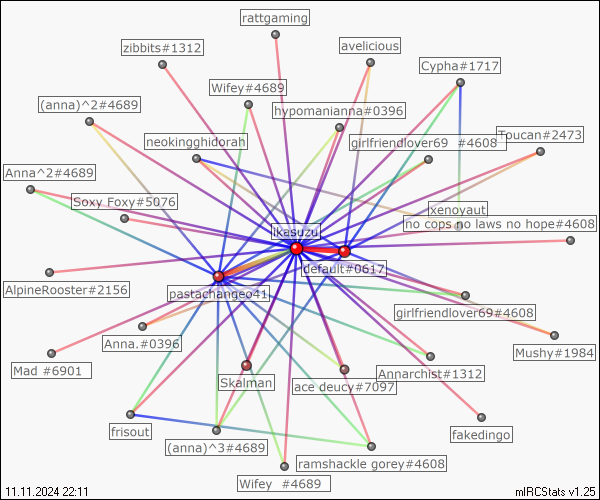 rattgaming
zibbits#1312
avelicious
Cypha#1717
Wifey#4689
(anna)^2#4689
hypomanianna#0396
neokingghidorah
girlfriendlover69 #4608
Toucan#2473
Anna^2#4689
Soxy Foxy#5076
xenoyaut
no cops no laws no hope#4608
ikasuzu
default#0617
AlpineRooster#2156
pastachangeo41
girlfriendlover69#4608
Anna.#0396
Mushy#1984
Mad #6901
Annarchist#1312
Skalman
ace deucy#7097
frisout
fakedingo
(anna)^3#4689
ramshackle gorey#4608
Wifey #4689
11.11.2024 22:11
mIRCStats v1.25